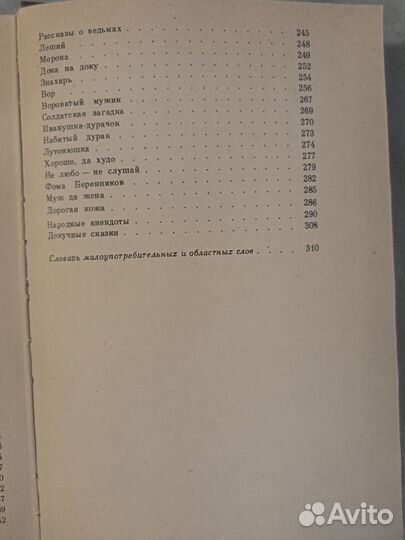 Рассказы о ведьмах . . . . . . . . . 245
Леший . . . . . . . . . 248
Морока . . . . . . . . . 249
Дока на доку . . . . . . . . . 252
Знахарь . . . . . . . . . 254
Вор . . . . . . . . . 256
Вороватый мужик . . . . . . . . . 267
Солдатская загадка . . . . . . . . . 269
Иванушка-дурачок . . . . . . . . . 270
Набитый дурак . . . . . . . . . 273
Лутонюшка . . . . . . . . . 274
Хорошо, да худо . . . . . . . . . 277
Не любо — не слушай . . . . . . . . . 279
Фома Беренников . . . . . . . . . 282
Муж да жена . . . . . . . . . 285
Дорогая кожа . . . . . . . . . 286
Народные анекдоты . . . . . . . . . 290
Докучные сказки . . . . . . . . . 308
Словарь малоупотребительных и областных слов . . . . 310
Avito